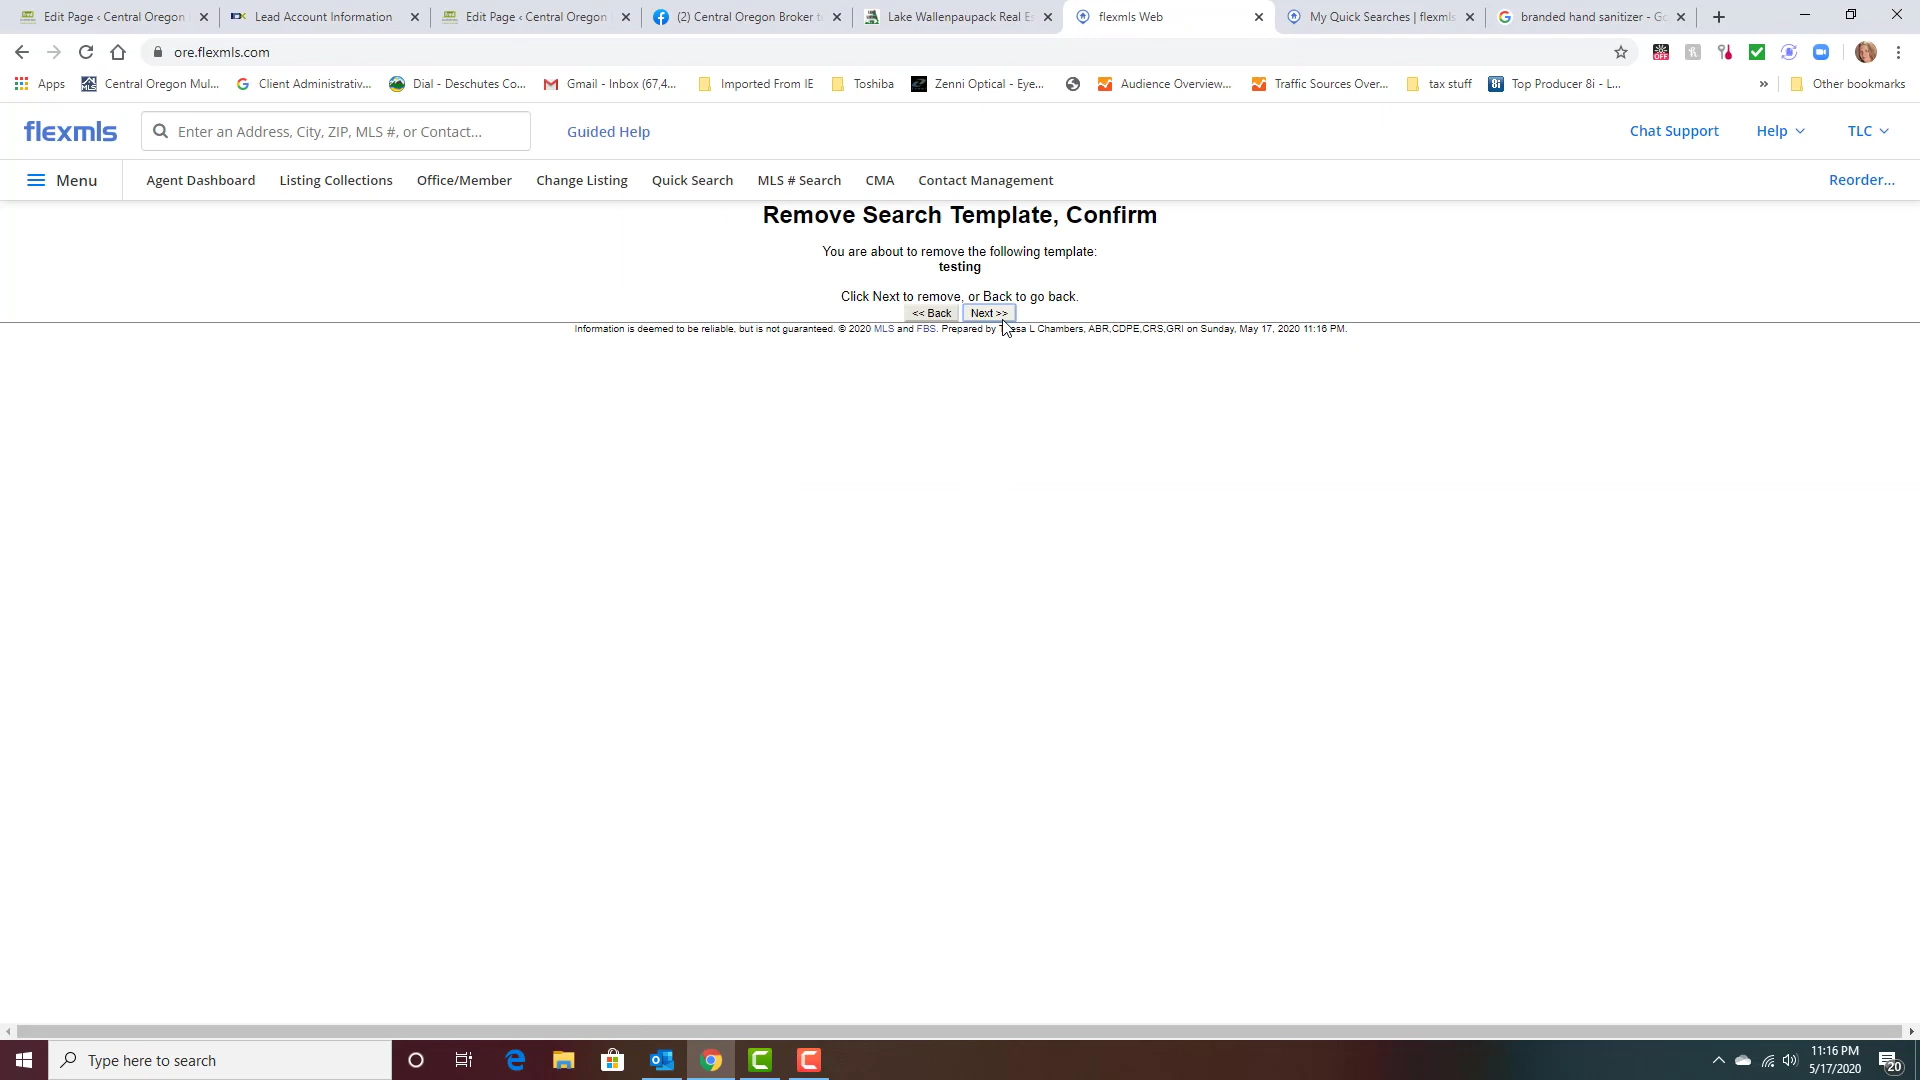 Edit Page ‹ Central Oregon
Lead Account Information
Edit Page ‹ Central Oregon
(2) Central Oregon Broker t
Lake Wallenpaupack Real Es
flexmls Web
My Quick Searches | flexmls
branded hand sanitizer - Go
ore.flexmls.com
Apps
Central Oregon Mul...
Client Administrativ...
Dial - Deschutes Co...
Gmail - Inbox (67,4...
Imported From IE
Toshiba
Zenni Optical - Eye...
Audience Overview...
Traffic Sources Over...
tax stuff
8i
Top Producer 8i - L...
»
Other bookmarks
flexmls
Enter an Address, City, ZIP, MLS #, or Contact...
Guided Help
Chat Support
Help
TLC
Menu
Agent Dashboard
Listing Collections
Office/Member
Change Listing
Quick Search
MLS # Search
CMA
Contact Management
Reorder...
Remove Search Template, Confirm
You are about to remove the following template:
testing
Click Next to remove, or Back to go back.
<< Back
Next >>
Information is deemed to be reliable, but is not guaranteed. © 2020 MLS and FBS. Prepared by L Chambers, ABR,CDPE,CRS,GRI on Sunday, May 17, 2020 11:16 PM.
Type here to search
11:16 PM
5/17/2020
20